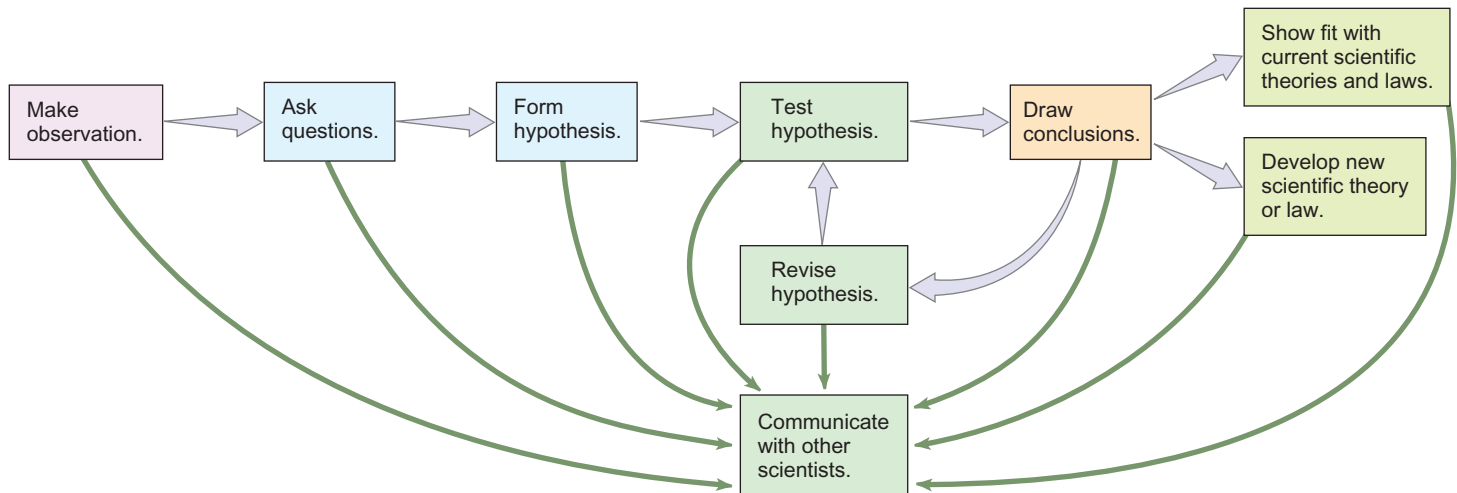 Make
observation.
Ask
questions.
Form
hypothesis.
Test
hypothesis.
Draw
conclusions.
Show fit with
current scientific
theories and laws.
Develop new
scientific theory
or law.
Revise
hypothesis.
Communicate
with other
scientists.